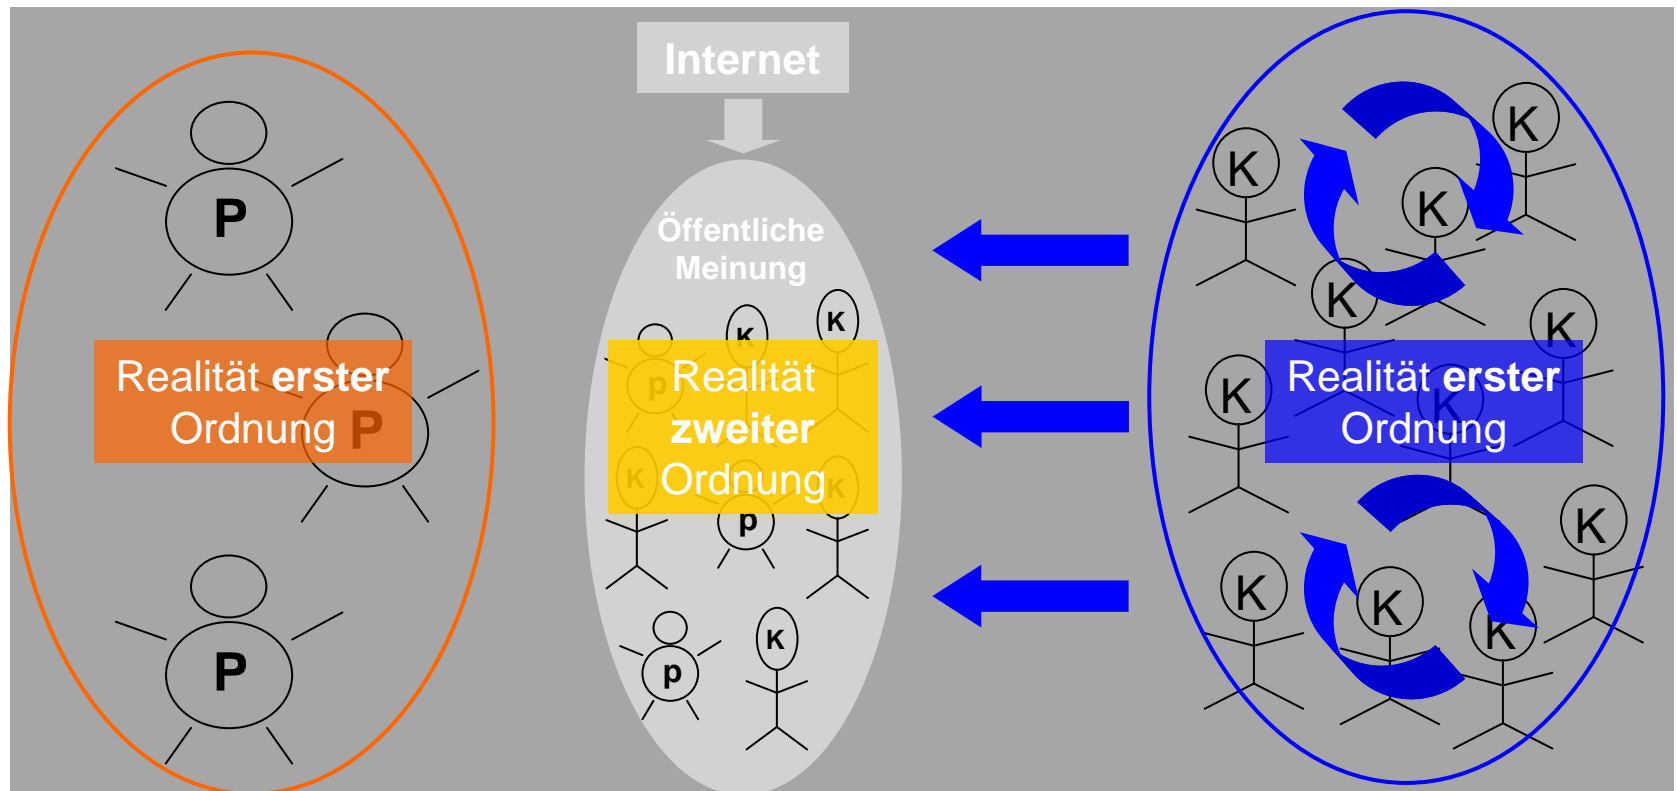 Internet
Öffentliche
Meinung
P
Realität erster
Ordnung P
P
K
K
K
p
Realität
zweiter
Ordnung
K
K
p
p
K
K
K
K
K
K
Realität erster
Ordnung
K
K
K
K
K
K